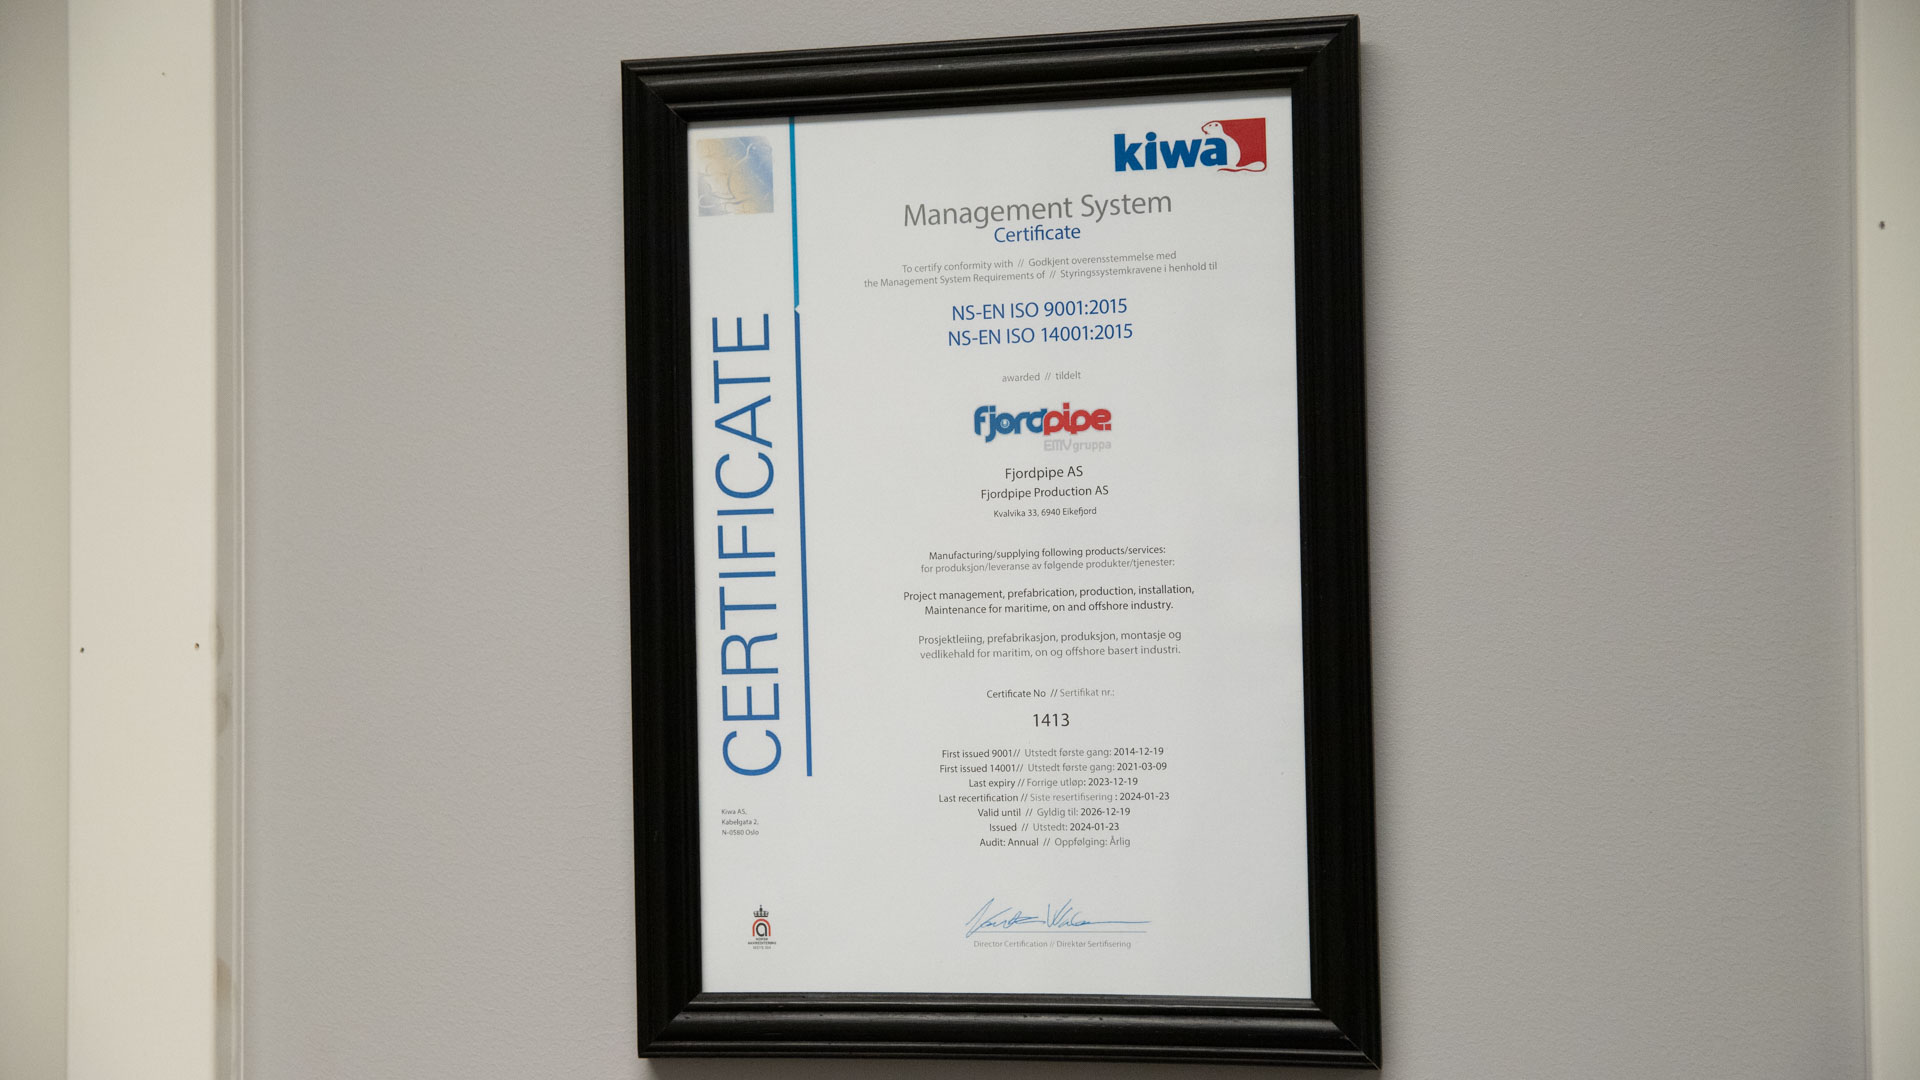 kiwa
Management System
Certificate
To certify conformity with // Godkjent overensstemmelse med
the Management System Requirements of // Styringssystemkravene i henhold til
NS-EN ISO 9001:2015
NS-EN ISO 14001:2015
awarded // tildelt
fjordpipe
EMVgruppa
Fjordpipe AS
Fjordpipe Production AS
Kvalvika 33, 6940 Eikefjord
Manufacturing/supplying following products/services:
for produksjon/leveranse av følgende produkter/tjenester:
Project management, prefabrication, production, installation,
Maintenance for maritime, on and offshore industry.
Prosjektleiing, prefabrikasjon, produksjon, montasje og
vedlikehald for maritim, on og offshore basert industri.
Certificate No // Sertifikat nr.:
1413
First issued 9001// Utstedt første gang: 2014-12-19
First issued 14001// Utstedt første gang: 2021-03-09
Last expiry // Forrige utløp: 2023-12-19
Last recertification // Siste resertifisering : 2024-01-23
Valid until // Gyldig til: 2026-12-19
Issued // Utstedt: 2024-01-23
Audit: Annual // Oppfølging: Årlig
Director Certification // Direktør Sertifisering
CERTIFICATE
Kiwa AS,
Kabelgata 2,
N-0580 Oslo
NORSK
AKKREDITERING